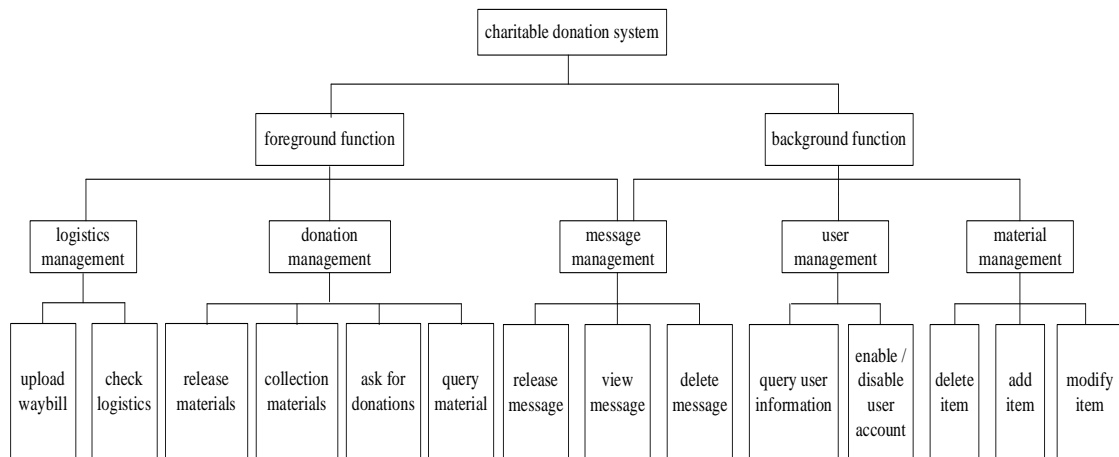 charitable donation system
foreground function
background function
logistics
management
donation
management
message
management
user
management
material
management
upload
waybill
check
logistics
release
materials
collection
materials
ask for
donations
query
material
release
message
view
message
delete
message
query user
information
enable /
disable
user
account
delete
item
add
item
modify
item